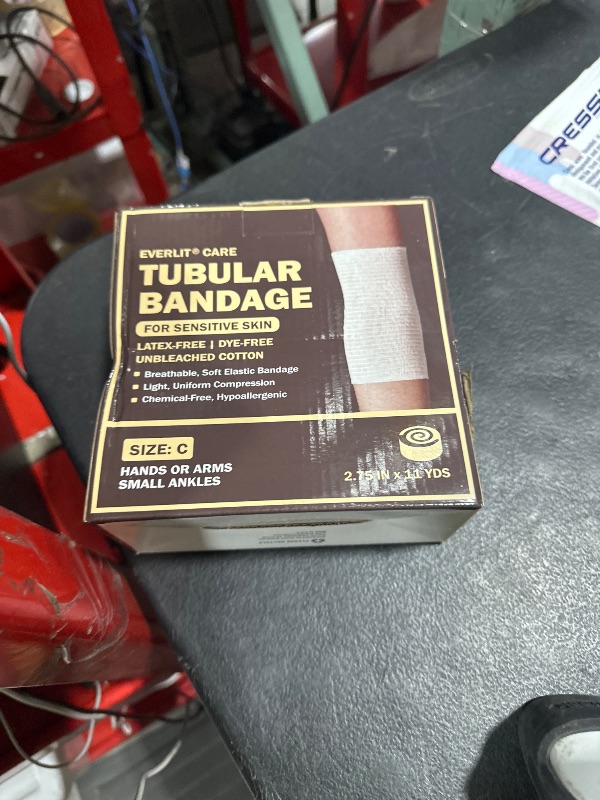 EVERLIT® CARE
TUBULAR
BANDAGE
FOR SENSITIVE SKIN
LATEX-FREE | DYE-FREE
UNBLEACHED COTTON
Breathable, Soft Elastic Bandage
Light, Uniform Compression
Chemical-Free, Hypoallergenic
SIZE: C
HANDS OR ARMS
SMALL ANKLES
2.75 IN x 11 YDS
CRESS